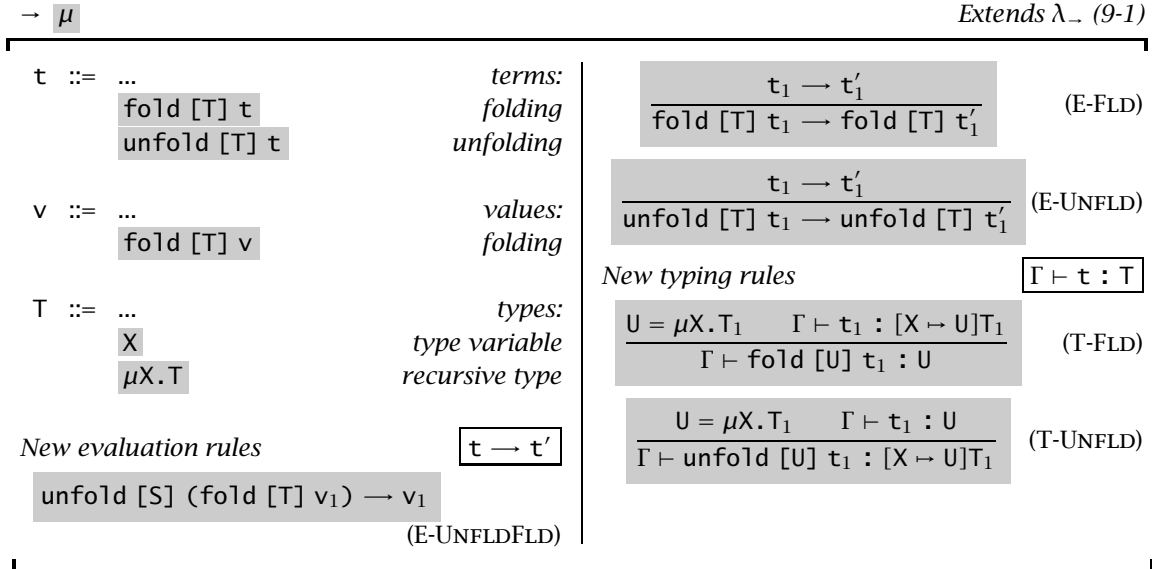 → μ Extends λ→ (9-1)
t ::= ... terms:
fold [T] t folding
unfold [T] t unfolding
v ::= ... values:
fold [T] v folding
T ::= ... types:
X type variable
μX.T recursive type
New evaluation rules t ⟶ t′
unfold [S] (fold [T] v₁) ⟶ v₁
(E-UNFLDFLD)
t₁ ⟶ t′₁
fold [T] t₁ ⟶ fold [T] t′₁ (E-FLD)
t₁ ⟶ t′₁
unfold [T] t₁ ⟶ unfold [T] t′₁ (E-UNFLD)
New typing rules Γ ⊢ t : T
U = μX.T₁ Γ ⊢ t₁ : [X ↦ U]T₁
Γ ⊢ fold [U] t₁ : U (T-FLD)
U = μX.T₁ Γ ⊢ t₁ : U
Γ ⊢ unfold [U] t₁ : [X ↦ U]T₁ (T-UNFLD)